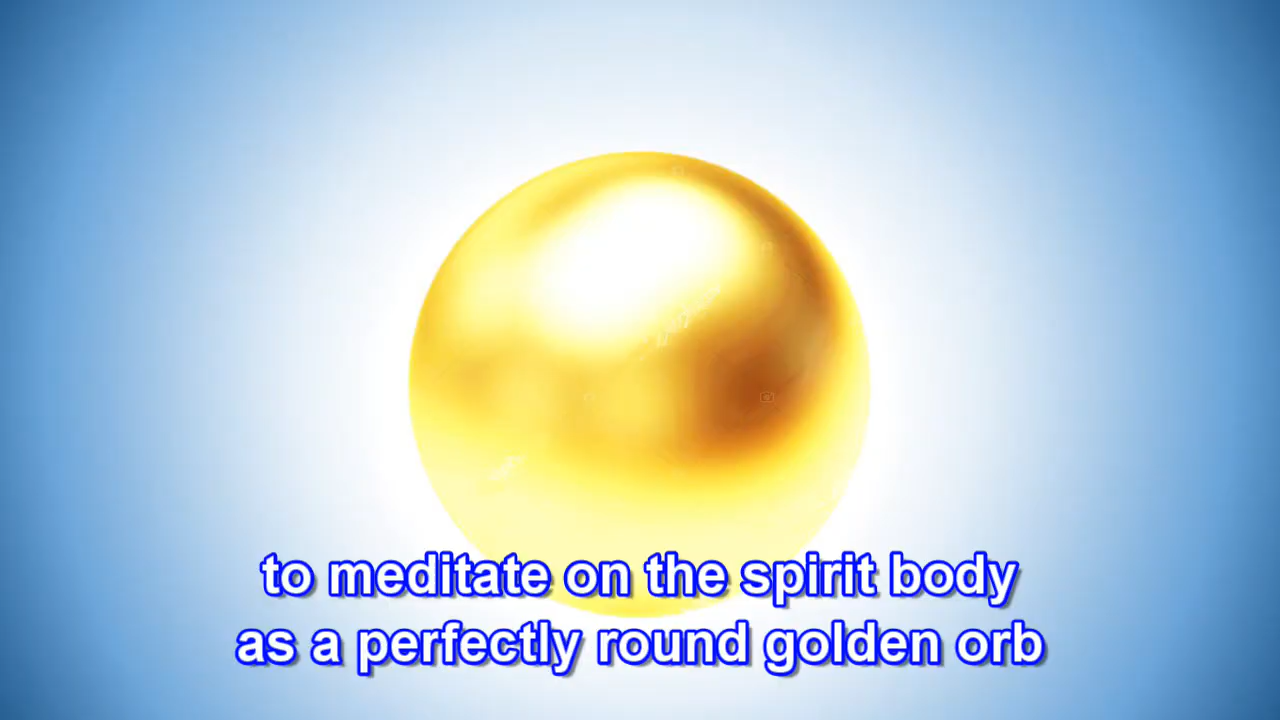 to meditate on the spirit body
as a perfectly round golden orb